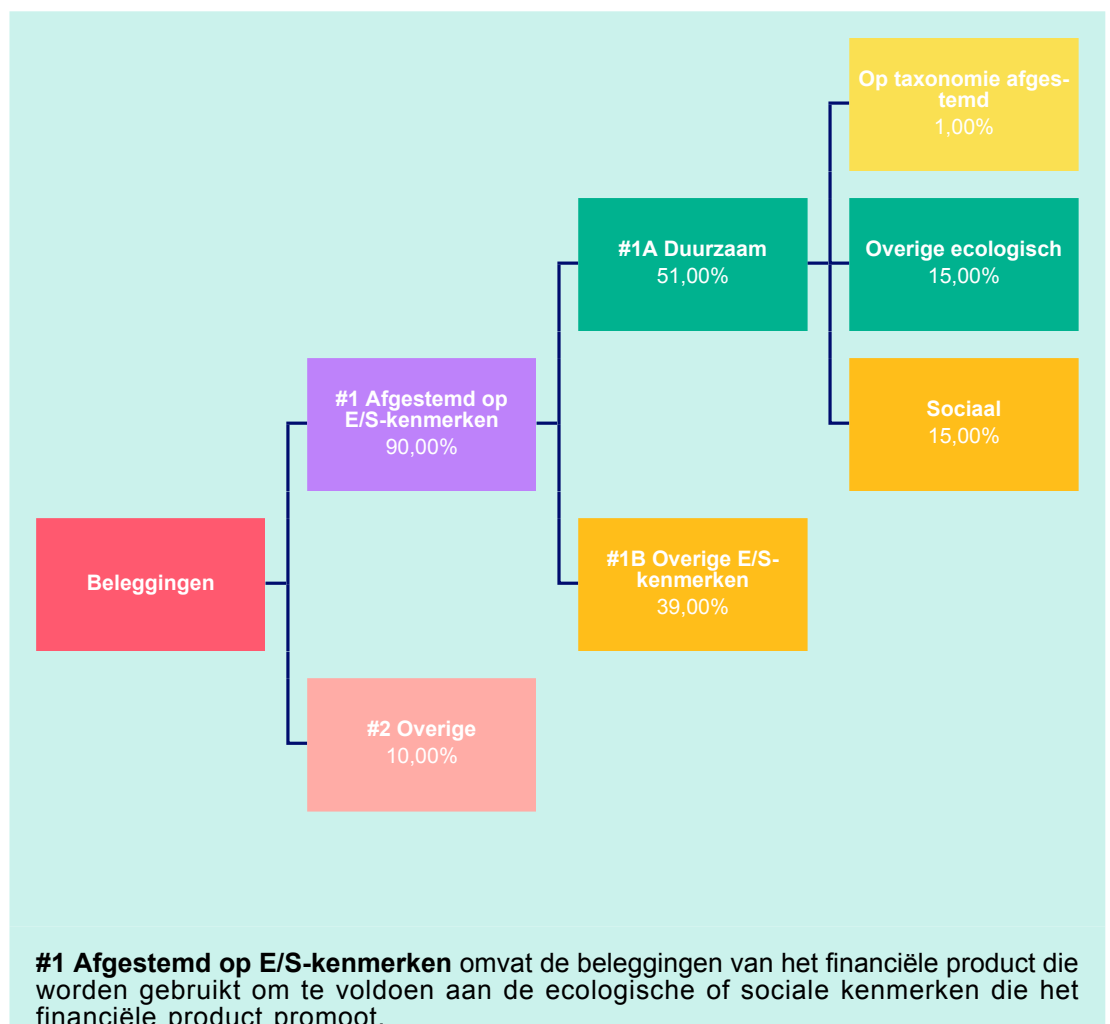 Op taxonomie afges-
temd
1,00%
#1A Duurzaam
51,00%
Overige ecologisch
15,00%
#1 Afgestemd op
E/S-kenmerken
90,00%
Sociaal
15,00%
Beleggingen
#1B Overige E/S-
kenmerken
39,00%
#2 Overige
10,00%
#1 Afgestemd op E/S-kenmerken omvat de beleggingen van het financiële product die
worden gebruikt om te voldoen aan de ecologische of sociale kenmerken die het
financiële product promoot.